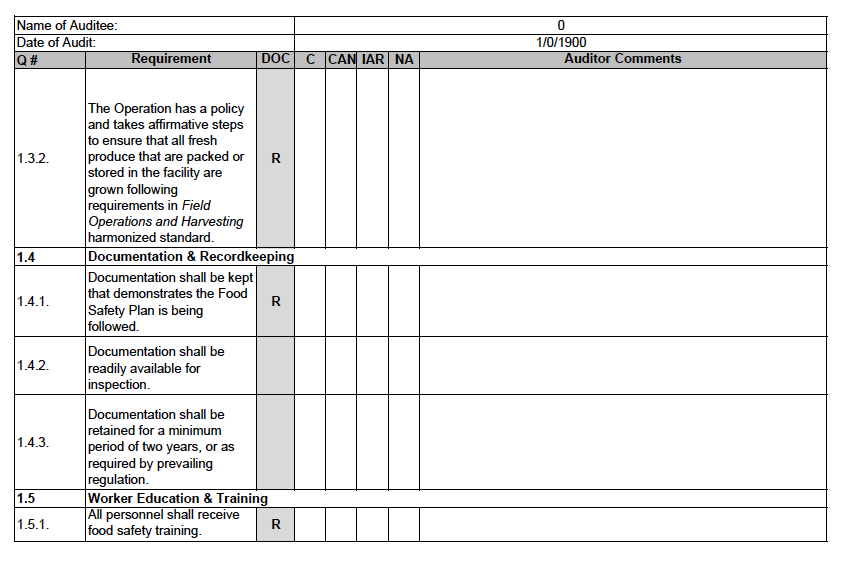 Name of Auditee: 0
Date of Audit: 1/0/1900
Q # Requirement DOC C CAN IAR NA Auditor Comments
The Operation has a policy
and takes affirmative steps
to ensure that all fresh
1.3.2. produce that are packed or R
stored in the facility are
grown following
requirements in Field
Operations and Harvesting
harmonized standard.
1.4 Documentation & Recordkeeping
Documentation shall be kept
1.4.1. that demonstrates the Food R
Safety Plan is being
followed.
Documentation shall be
1.4.2. readily available for
inspection.
Documentation shall be
retained for a minimum
1.4.3. period of two years, or as
required by prevailing
regulation.
1.5 Worker Education & Training
All personnel shall receive
1.5.1. food safety training. R